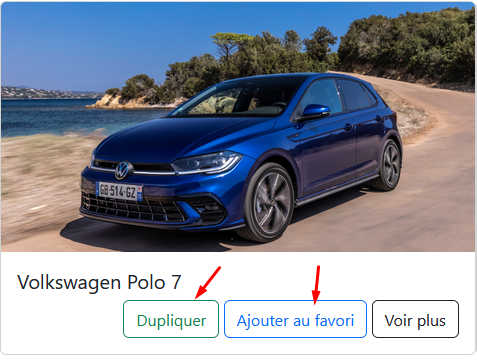 GB-514-GZ
Volkswagen Polo 7
Dupliquer
Ajouter au favori
Voir plus